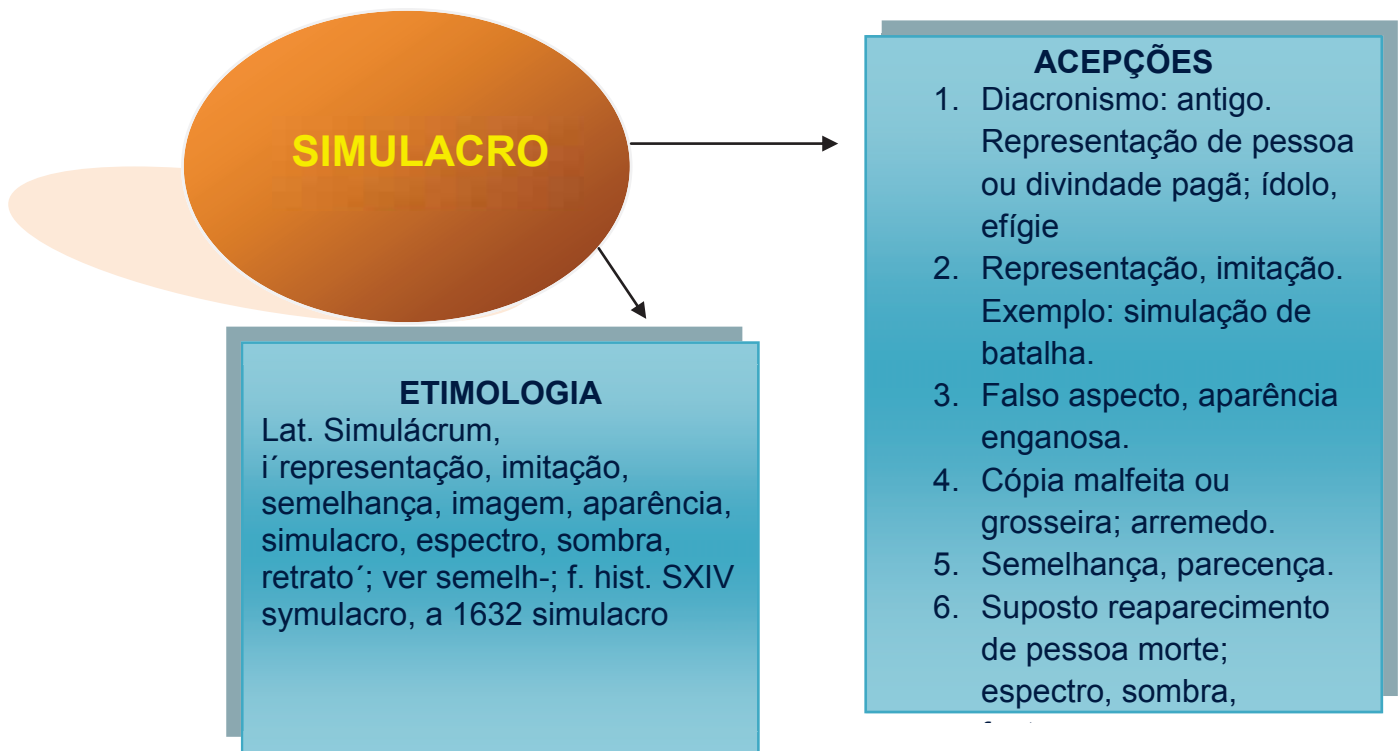 SIMULACRO
ACEPÇÕES
1. Diacronismo: antigo.
Representação de pessoa
ou divindade pagã; ídolo,
efígie
2. Representação, imitação.
Exemplo: simulação de
batalha.
3. Falso aspecto, aparência
enganosa.
4. Cópia malfeita ou
grosseira; arremedo.
5. Semelhança, parecença.
6. Suposto reaparecimento
de pessoa morte;
espectro, sombra,
ETIMOLOGIA
Lat. Simulácrum,
i´representação, imitação,
semelhança, imagem, aparência,
simulacro, espectro, sombra,
retrato´; ver semelh-; f. hist. SXIV
symulacro, a 1632 simulacro